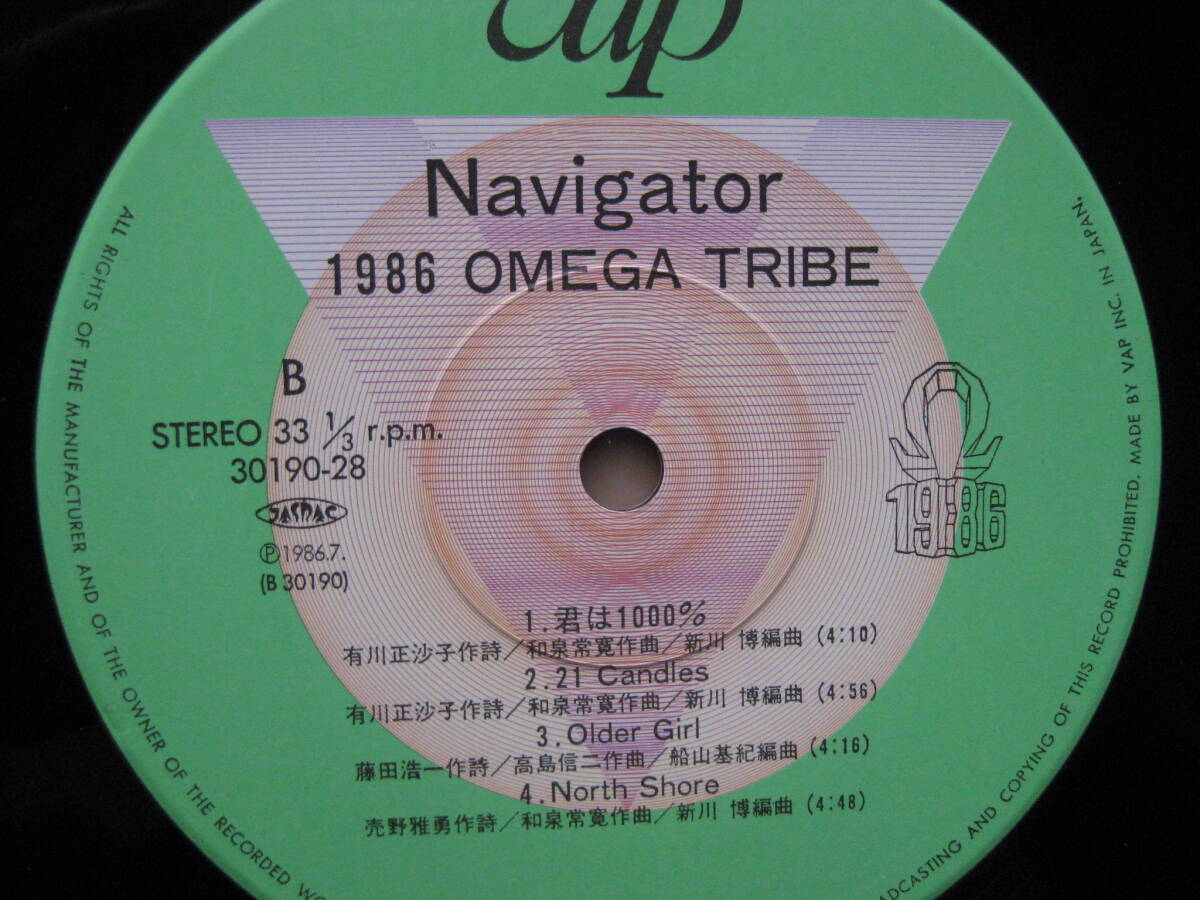 vap
Navigator
1986 OMEGA TRIBE
B
STEREO 33 1/3 r.p.m.
30190-28
JASRAC
Ⓟ1986.7.
(B 30190)
1986
1.君は1000%
有川正沙子作詩/和泉常寛作曲/新川 博編曲 (4:10)
2.21 Candles
有川正沙子作詩/和泉常寛作曲/新川 博編曲 (4:56)
3.Older Girl
藤田浩一作詩/高島信二作曲/船山基紀編曲 (4:16)
4.North Shore
売野雅勇作詩/和泉常寛作曲/新川 博編曲 (4:48)
ALL RIGHTS OF THE MANUFACTURER AND OF THE OWNER OF THE RECORDED
AND COPYING OF THIS RECORD PROHIBITED. MADE BY VAP INC. IN JAPAN.